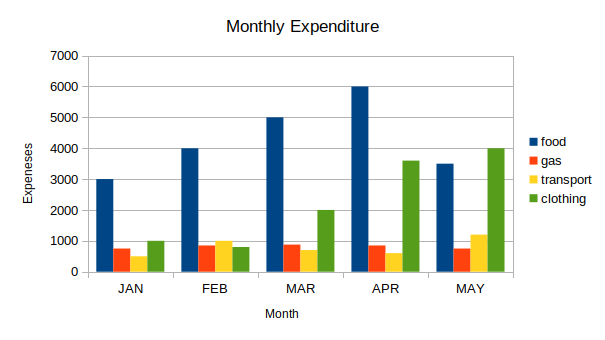 Monthly Expenditure
7000
6000
5000
4000
3000
2000
1000
0
Expeneses
JAN FEB MAR APR MAY
Month
food
gas
transport
clothing